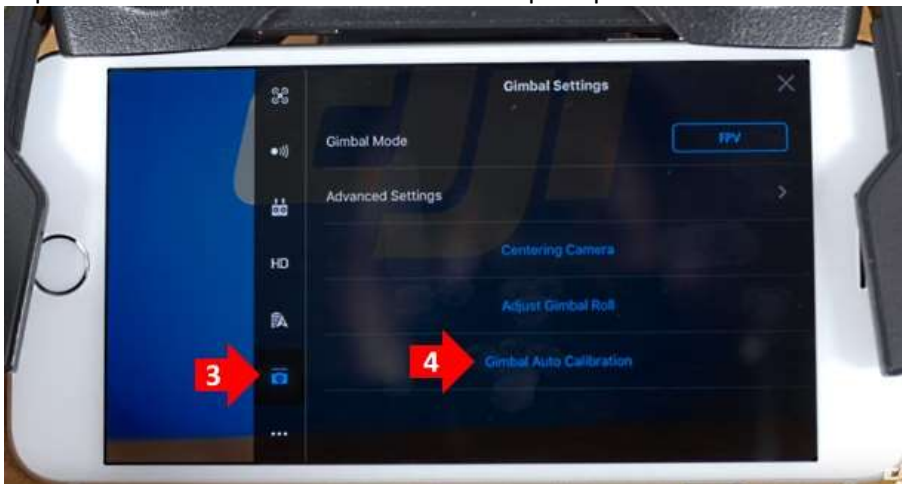 Gimbal Settings
Gimbal Mode
FPV
Advanced Settings
Centering Camera
HD
Adjust Gimbal Roll
3
4
Gimbal Auto Calibration